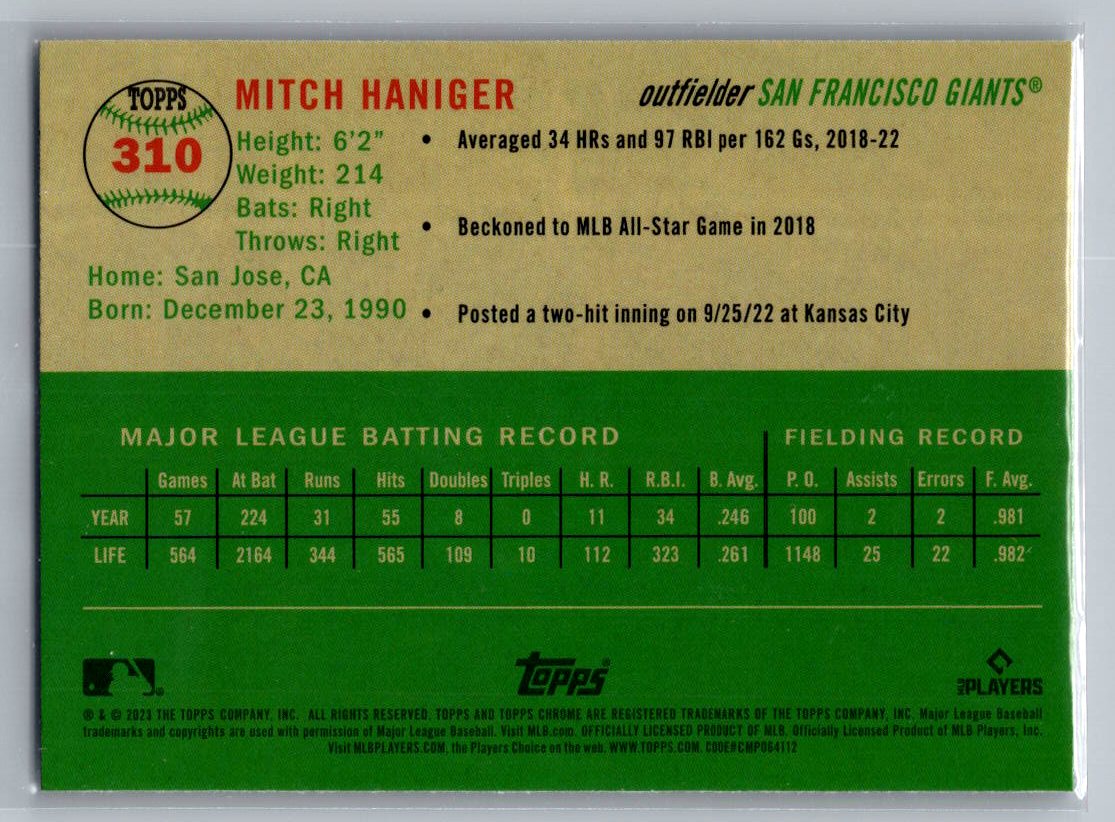 TOPPS
310
MITCH HANIGER
outfielder SAN FRANCISCO GIANTS®
Height: 6'2"
Weight: 214
Bats: Right
Throws: Right
Home: San Jose, CA
Born: December 23, 1990
• Averaged 34 HRs and 97 RBI per 162 Gs, 2018-22
• Beckoned to MLB All-Star Game in 2018
• Posted a two-hit inning on 9/25/22 at Kansas City
MAJOR LEAGUE BATTING RECORD FIELDING RECORD
Games At Bat Runs Hits Doubles Triples H. R. R.B.I. B. Avg. P. O. Assists Errors F. Avg.
YEAR 57 224 31 55 8 0 11 34 .246 100 2 2 .981
LIFE 564 2164 344 565 109 10 112 323 .261 1148 25 22 .982
Topps®
MLB PLAYERS
® & © 2023 THE TOPPS COMPANY, INC. ALL RIGHTS RESERVED. TOPPS AND TOPPS CHROME ARE REGISTERED TRADEMARKS OF THE TOPPS COMPANY, INC. Major League Baseball
trademarks and copyrights are used with permission of Major League Baseball. Visit MLB.com. OFFICIALLY LICENSED PRODUCT OF MLB. Officially Licensed Product of MLB Players, Inc.
Visit MLBPLAYERS.COM, the Players Choice on the web. WWW.TOPPS.COM. CODE#CMP064112